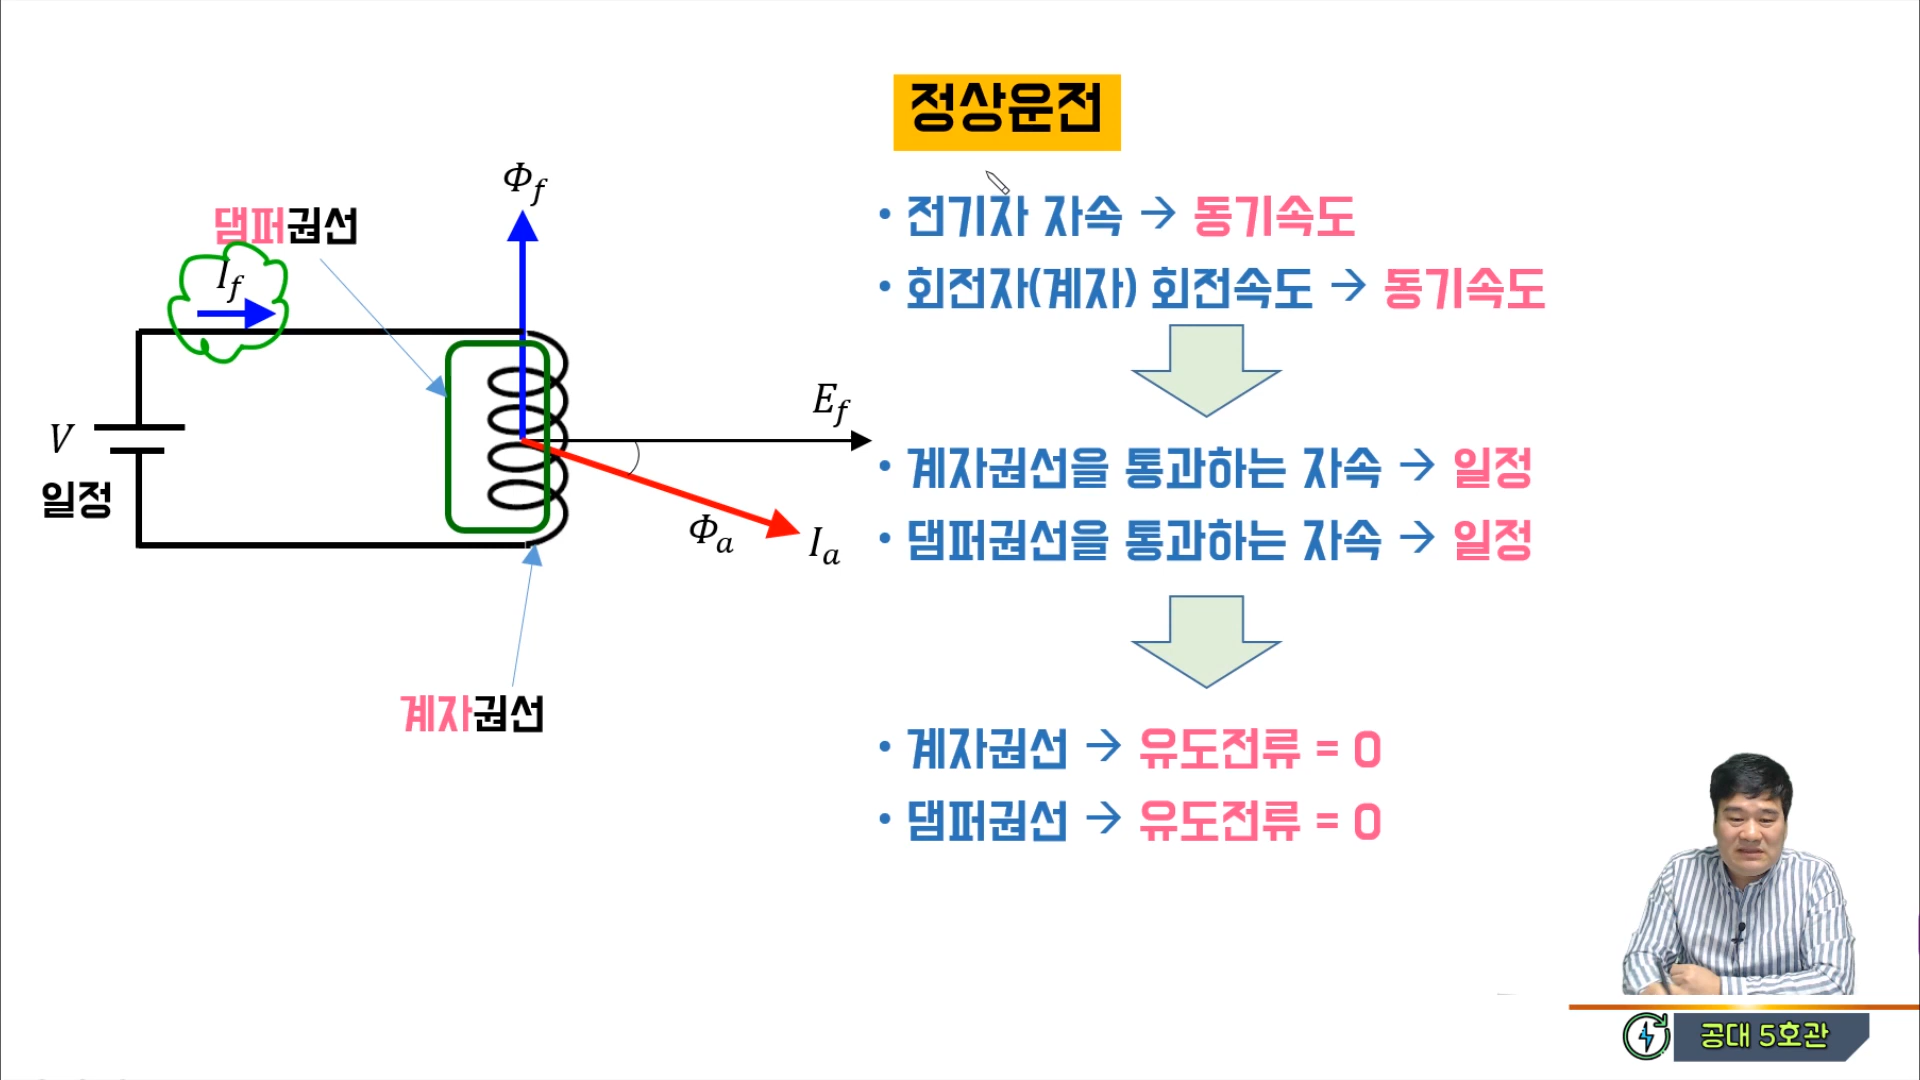 정상운전
Φf
댐퍼권선
If
• 전기자 자속 → 동기속도
• 회전자(계자) 회전속도 → 동기속도
V
일정
Ef
Φa
Ia
• 계자권선을 통과하는 자속 → 일정
• 댐퍼권선을 통과하는 자속 → 일정
계자권선
• 계자권선 → 유도전류 = 0
• 댐퍼권선 → 유도전류 = 0
공대 5호관